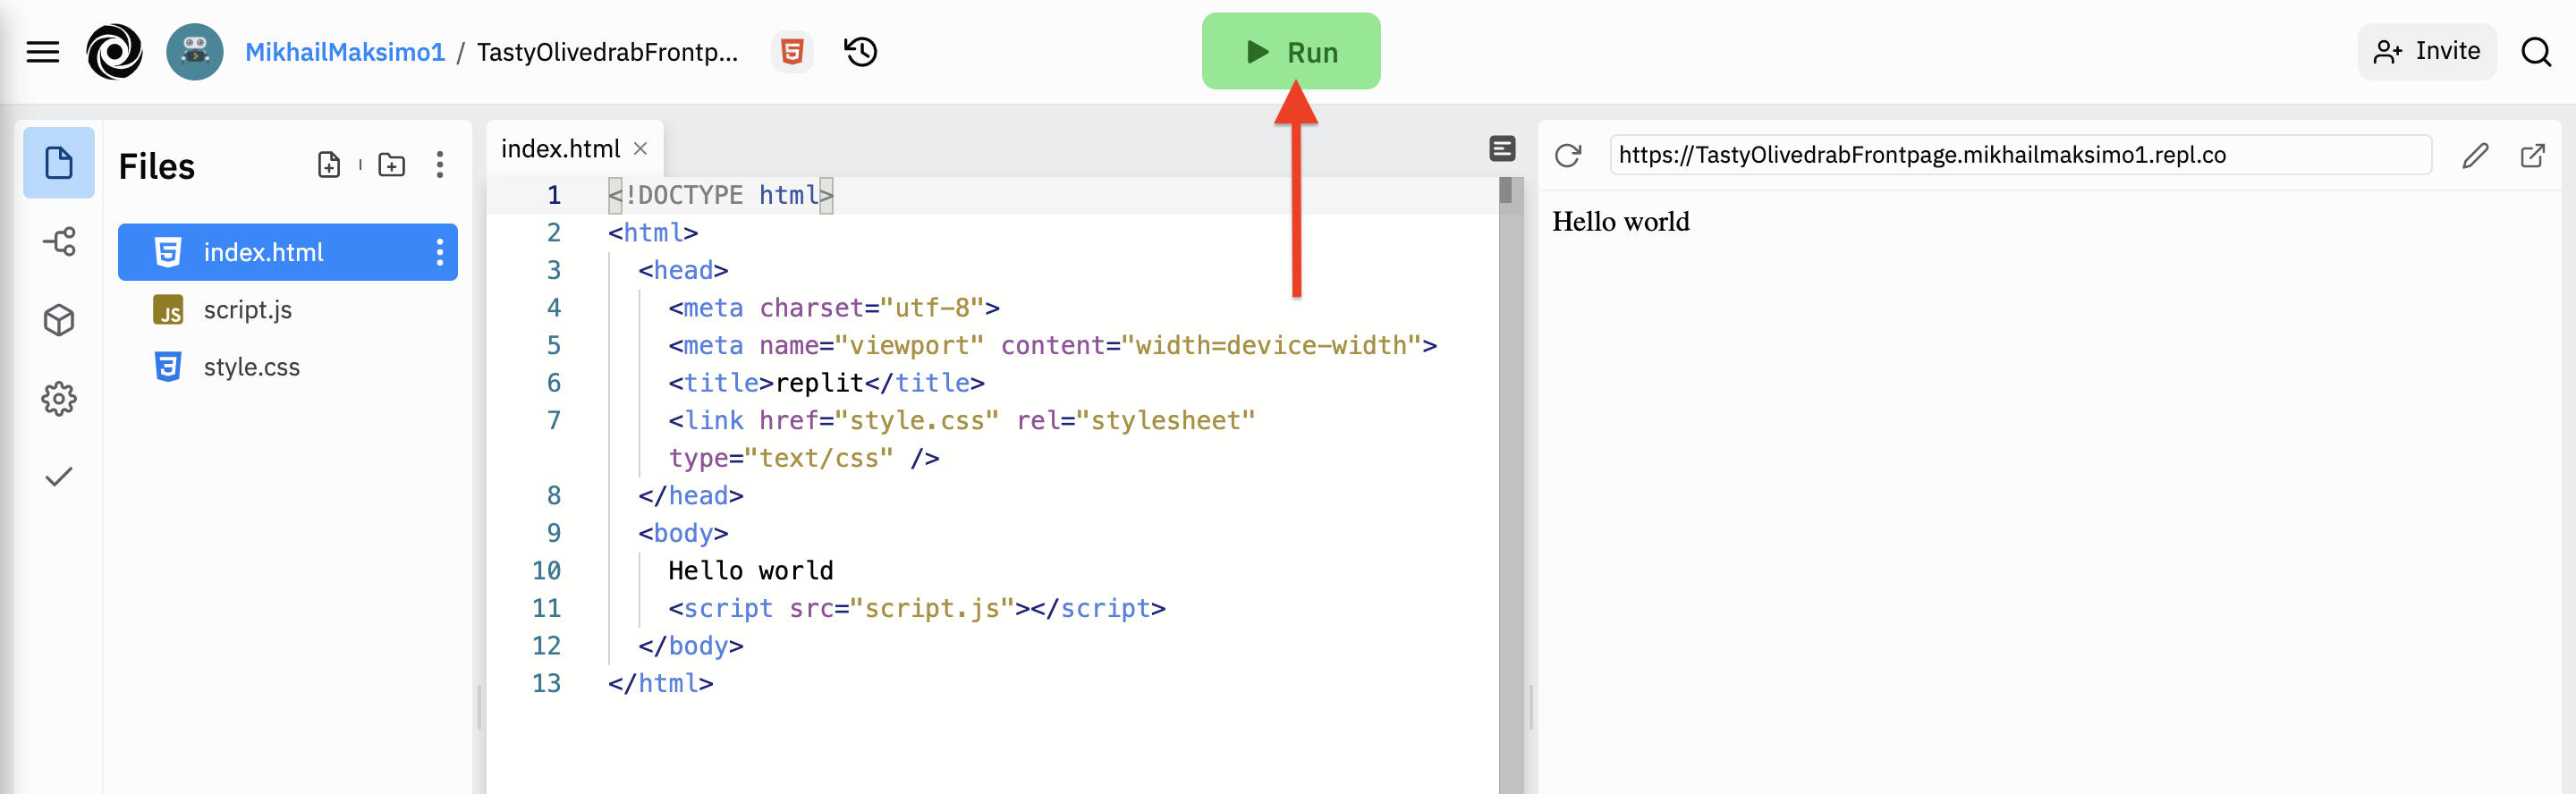 MikhailMaksimo1 / TastyOlivedrabFrontp...
Run
Invite
Files
index.html
JS script.js
style.css
index.html ×
1 <!DOCTYPE html>
2 <html>
3 <head>
4 <meta charset="utf-8">
5 <meta name="viewport" content="width=device-width">
6 <title>replit</title>
7 <link href="style.css" rel="stylesheet"
type="text/css" />
8 </head>
9 <body>
10 Hello world
11 <script src="script.js"></script>
12 </body>
13 </html>
https://TastyOlivedrabFrontpage.mikhailmaksimo1.repl.co
Hello world